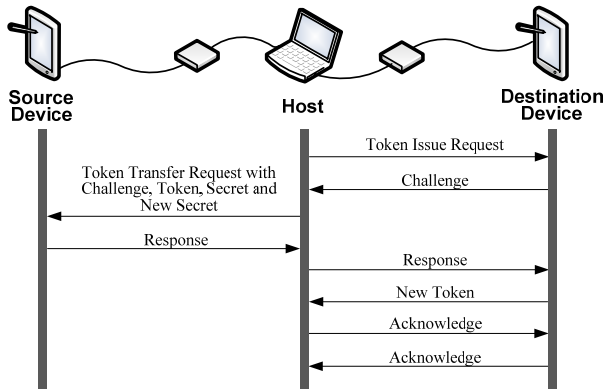 Source
Device
Host
Destination
Device
Token Issue Request
Challenge
Token Transfer Request with
Challenge, Token, Secret and
New Secret
Response
Response
New Token
Acknowledge
Acknowledge